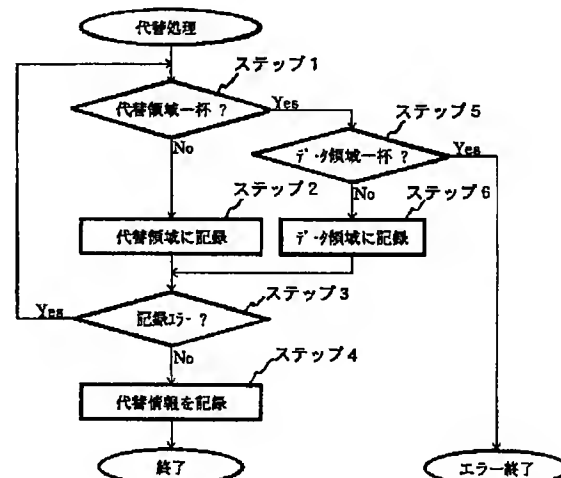 代替処理
ステップ1
代替領域一杯？
Yes
ステップ5
No
データ領域一杯？
Yes
ステップ2
No
ステップ6
代替領域に記録
データ領域に記録
ステップ3
Yes
記録エラー？
No
ステップ4
代替情報を記録
終了
エラー終了